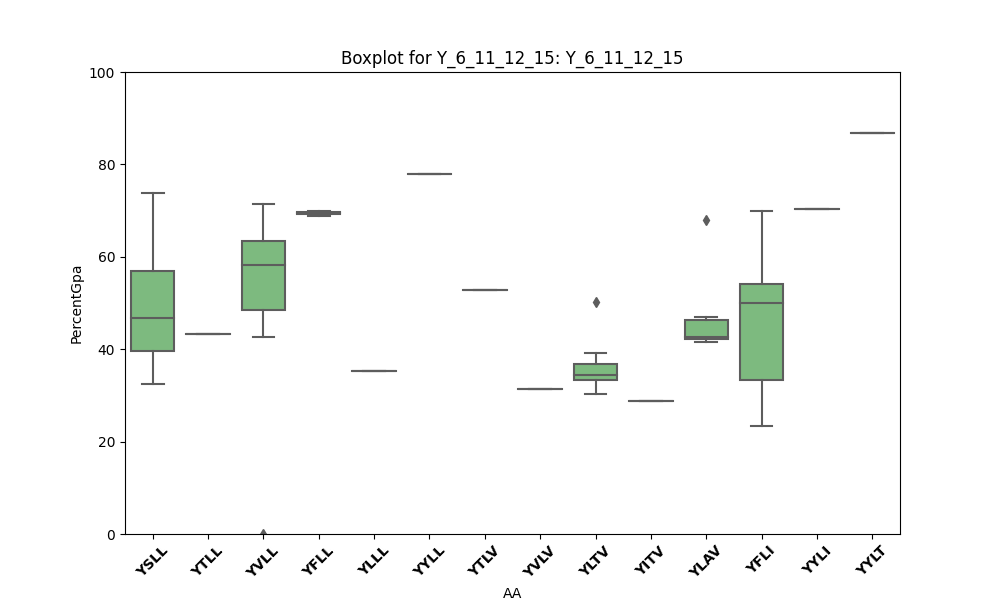 Boxplot for Y_6_11_12_15: Y_6_11_12_15
100
80
60
40
20
0
PercentGpa
YSLL YTLL YVLL YFLL YLLL YYLL YTLV YVLV YLTV YITV YLAV YFLI YYLI YYLT
AA